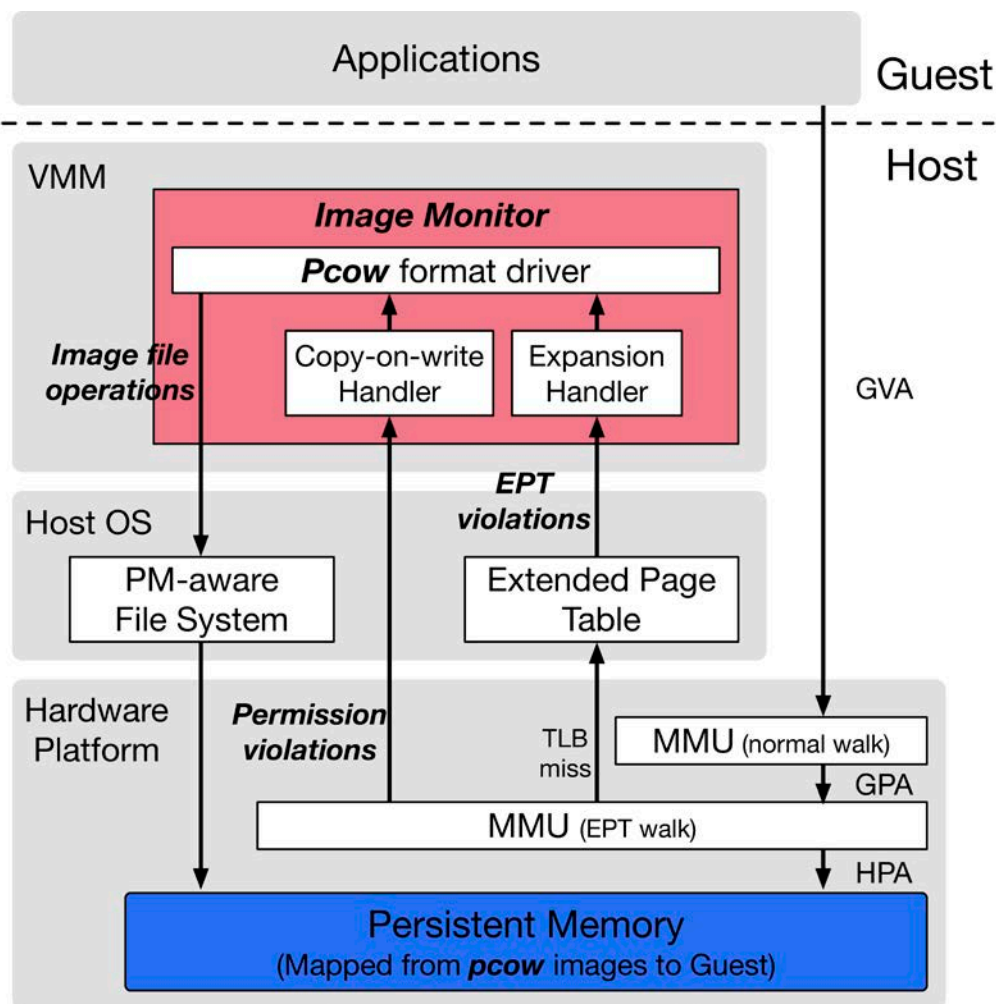 Applications
Guest
Host
VMM
Image Monitor
Pcow format driver
Image file
operations
Copy-on-write
Handler
Expansion
Handler
GVA
EPT
violations
Host OS
PM-aware
File System
Extended Page
Table
Hardware
Platform
Permission
violations
TLB
miss
MMU (normal walk)
GPA
MMU (EPT walk)
HPA
Persistent Memory
(Mapped from pcow images to Guest)